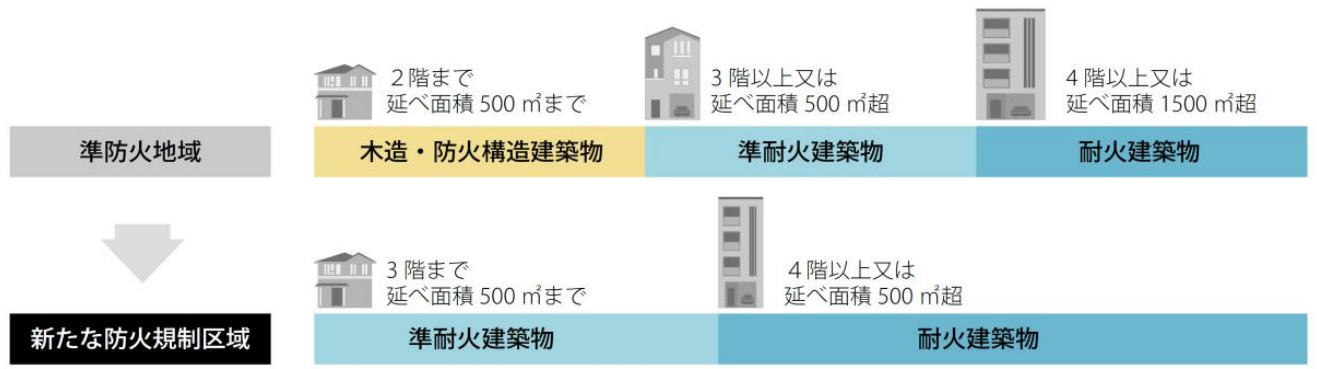 2階まで
延べ面積 500 ㎡まで
3階以上又は
延べ面積 500 ㎡超
4階以上又は
延べ面積 1500 ㎡超
準防火地域
木造・防火構造建築物
準耐火建築物
耐火建築物
3階まで
延べ面積 500 ㎡まで
4階以上又は
延べ面積 500 ㎡超
新たな防火規制区域
準耐火建築物
耐火建築物